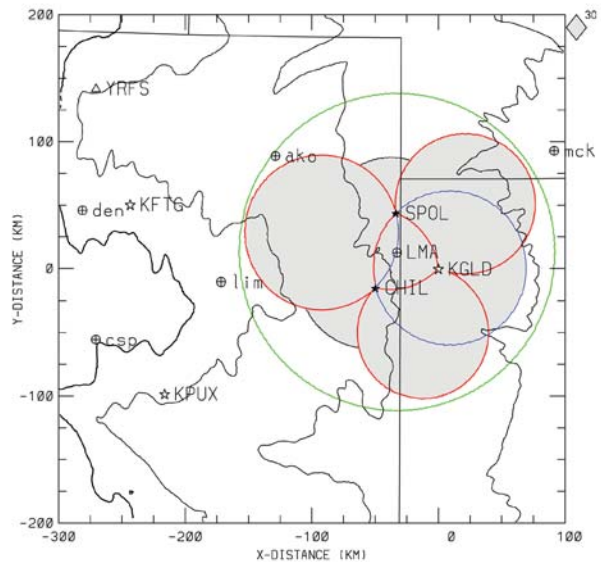 200
30
YRFS
100
ako
mck
den
KFTG
SPOL
LMA
KGLD
0
lim
CHIL
csp
-100
KPUX
-200
-300
-200
-100
0
100
Y-DISTANCE (KM)
X-DISTANCE (KM)